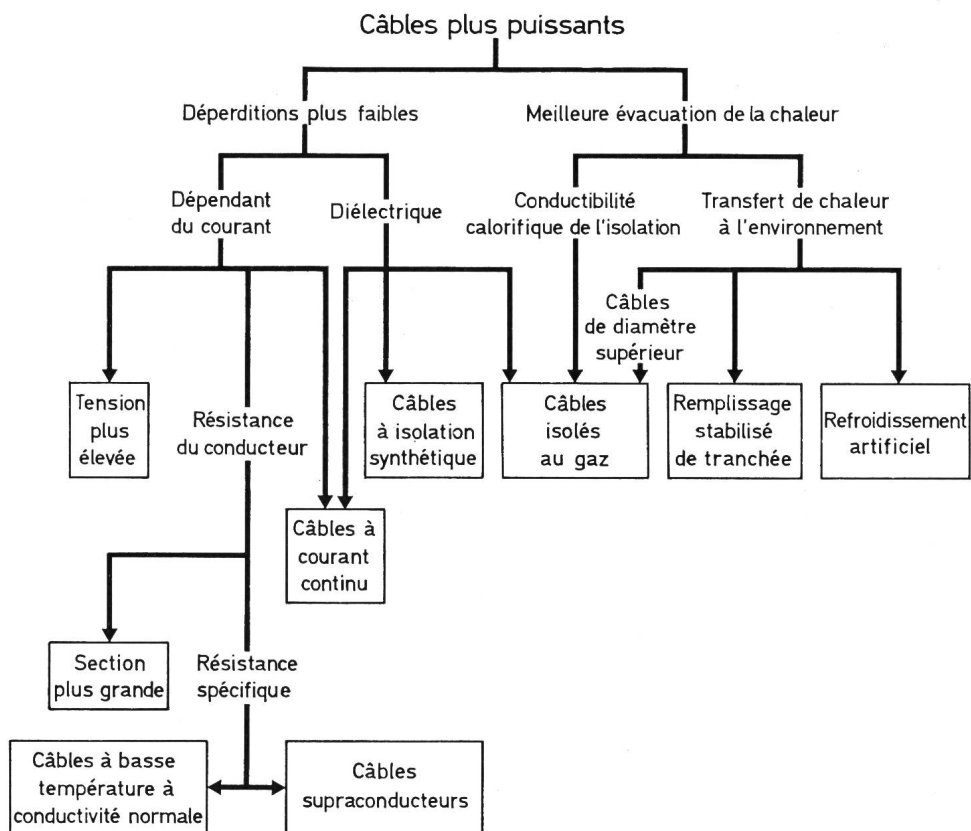 Câbles plus puissants
Déperditions plus faibles
Meilleure évacuation de la chaleur
Dépendant
du courant
Diélectrique
Conductibilité
calorifique de l'isolation
Transfert de chaleur
à l'environnement
Câbles
de diamètre
supérieur
Tension
plus
élevée
Résistance
du conducteur
Câbles
à isolation
synthétique
Câbles
isolés
au gaz
Remplissage
stabilisé
de tranchée
Refroidissement
artificiel
Câbles à
courant
continu
Section
plus grande
Résistance
spécifique
Câbles à basse
température à
conductivité normale
Câbles
supraconducteurs